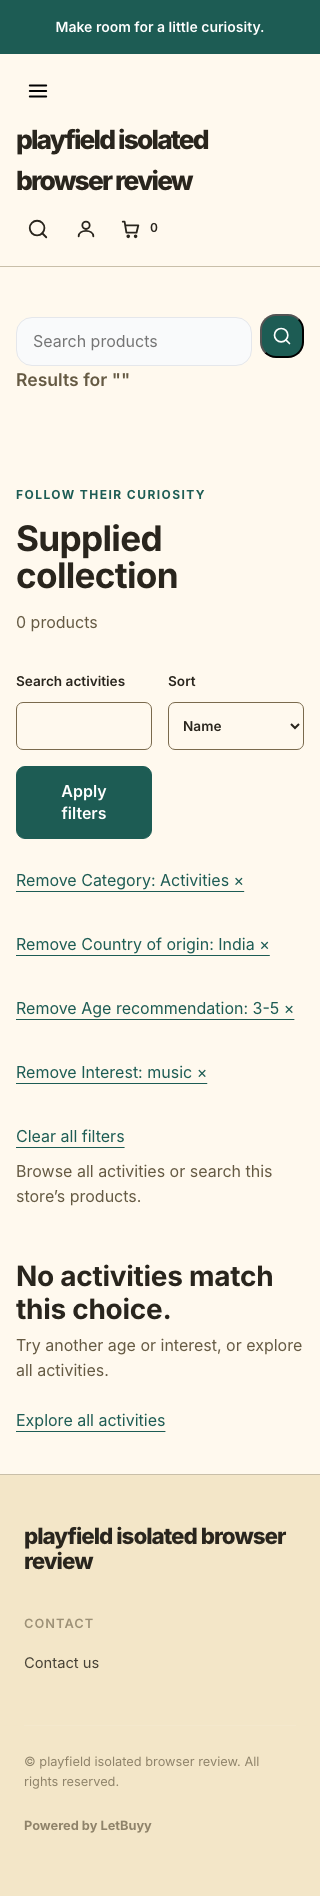 Make room for a little curiosity.
playfield isolated
browser review
0
Search products
Results for ""
FOLLOW THEIR CURIOSITY
Supplied
collection
0 products
Search activities
Sort
Name
Apply
filters
Remove Category: Activities ×
Remove Country of origin: India ×
Remove Age recommendation: 3-5 ×
Remove Interest: music ×
Clear all filters
Browse all activities or search this
store’s products.
No activities match
this choice.
Try another age or interest, or explore
all activities.
Explore all activities
playfield isolated browser
review
CONTACT
Contact us
© playfield isolated browser review. All
rights reserved.
Powered by LetBuyy